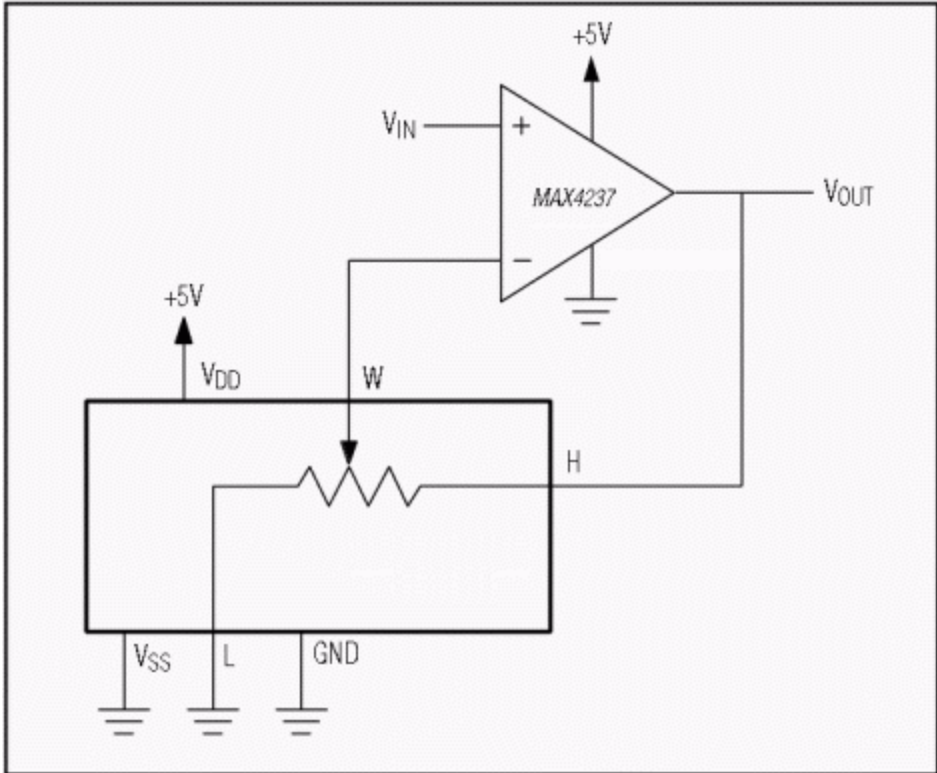 +5V
VIN
+
MAX4237
VOUT
−
+5V
VDD
W
H
VSS
L
GND